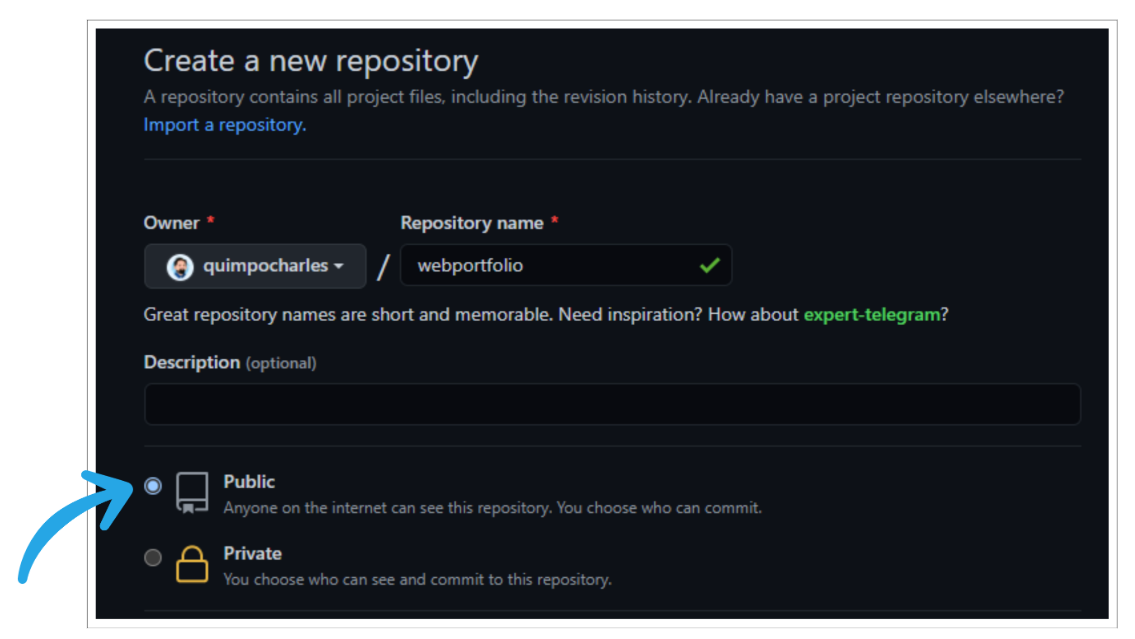 Create a new repository
A repository contains all project files, including the revision history. Already have a project repository elsewhere?
Import a repository.
Owner * Repository name *
quimpocharles / webportfolio
Great repository names are short and memorable. Need inspiration? How about expert-telegram?
Description (optional)
Public
Anyone on the internet can see this repository. You choose who can commit.
Private
You choose who can see and commit to this repository.